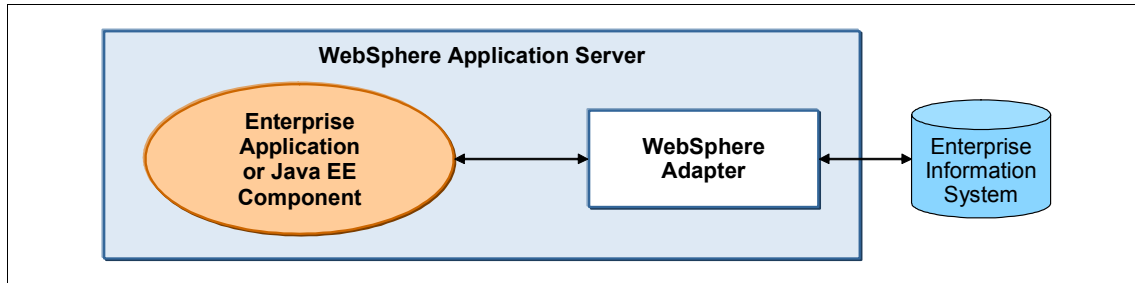 WebSphere Application Server
Enterprise
Application
or Java EE
Component
WebSphere
Adapter
Enterprise
Information
System